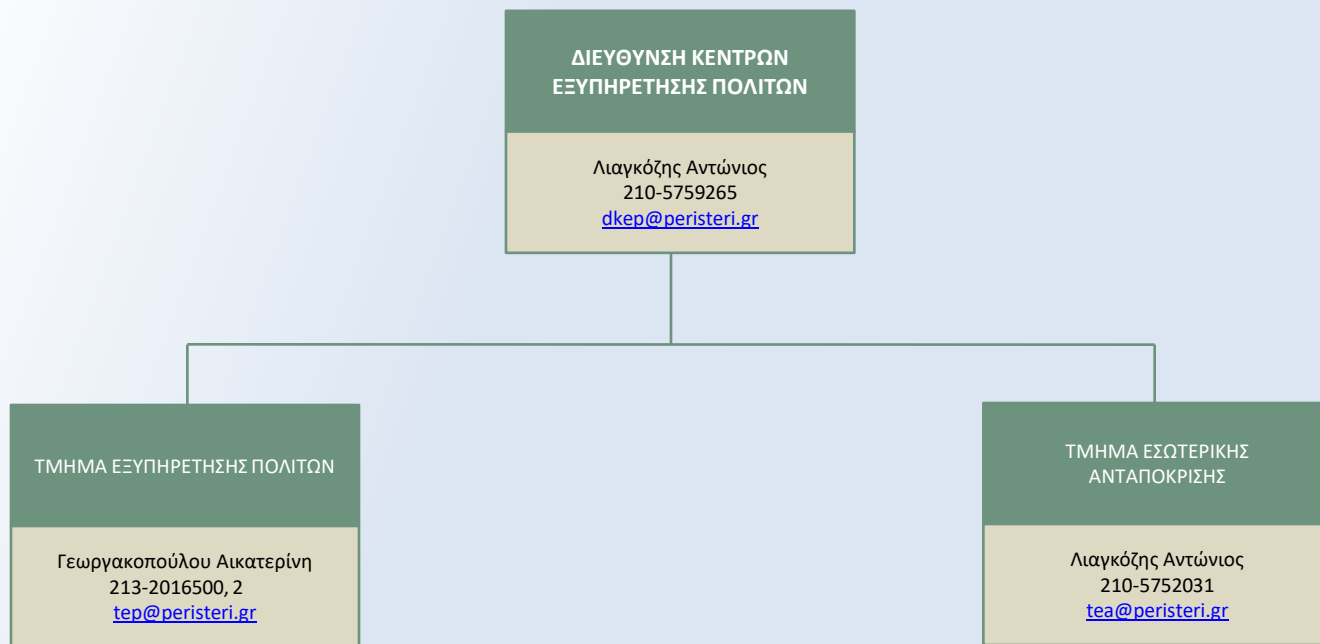 ΔΙΕΥΘΥΝΣΗ ΚΕΝΤΡΩΝ
ΕΞΥΠΗΡΕΤΗΣΗΣ ΠΟΛΙΤΩΝ
Λιαγκόζης Αντώνιος
210-5759265
dkep@peristeri.gr
ΤΜΗΜΑ ΕΞΥΠΗΡΕΤΗΣΗΣ ΠΟΛΙΤΩΝ
Γεωργακοπούλου Αικατερίνη
213-2016500, 2
tep@peristeri.gr
ΤΜΗΜΑ ΕΣΩΤΕΡΙΚΗΣ
ΑΝΤΑΠΟΚΡΙΣΗΣ
Λιαγκόζης Αντώνιος
210-5752031
tea@peristeri.gr